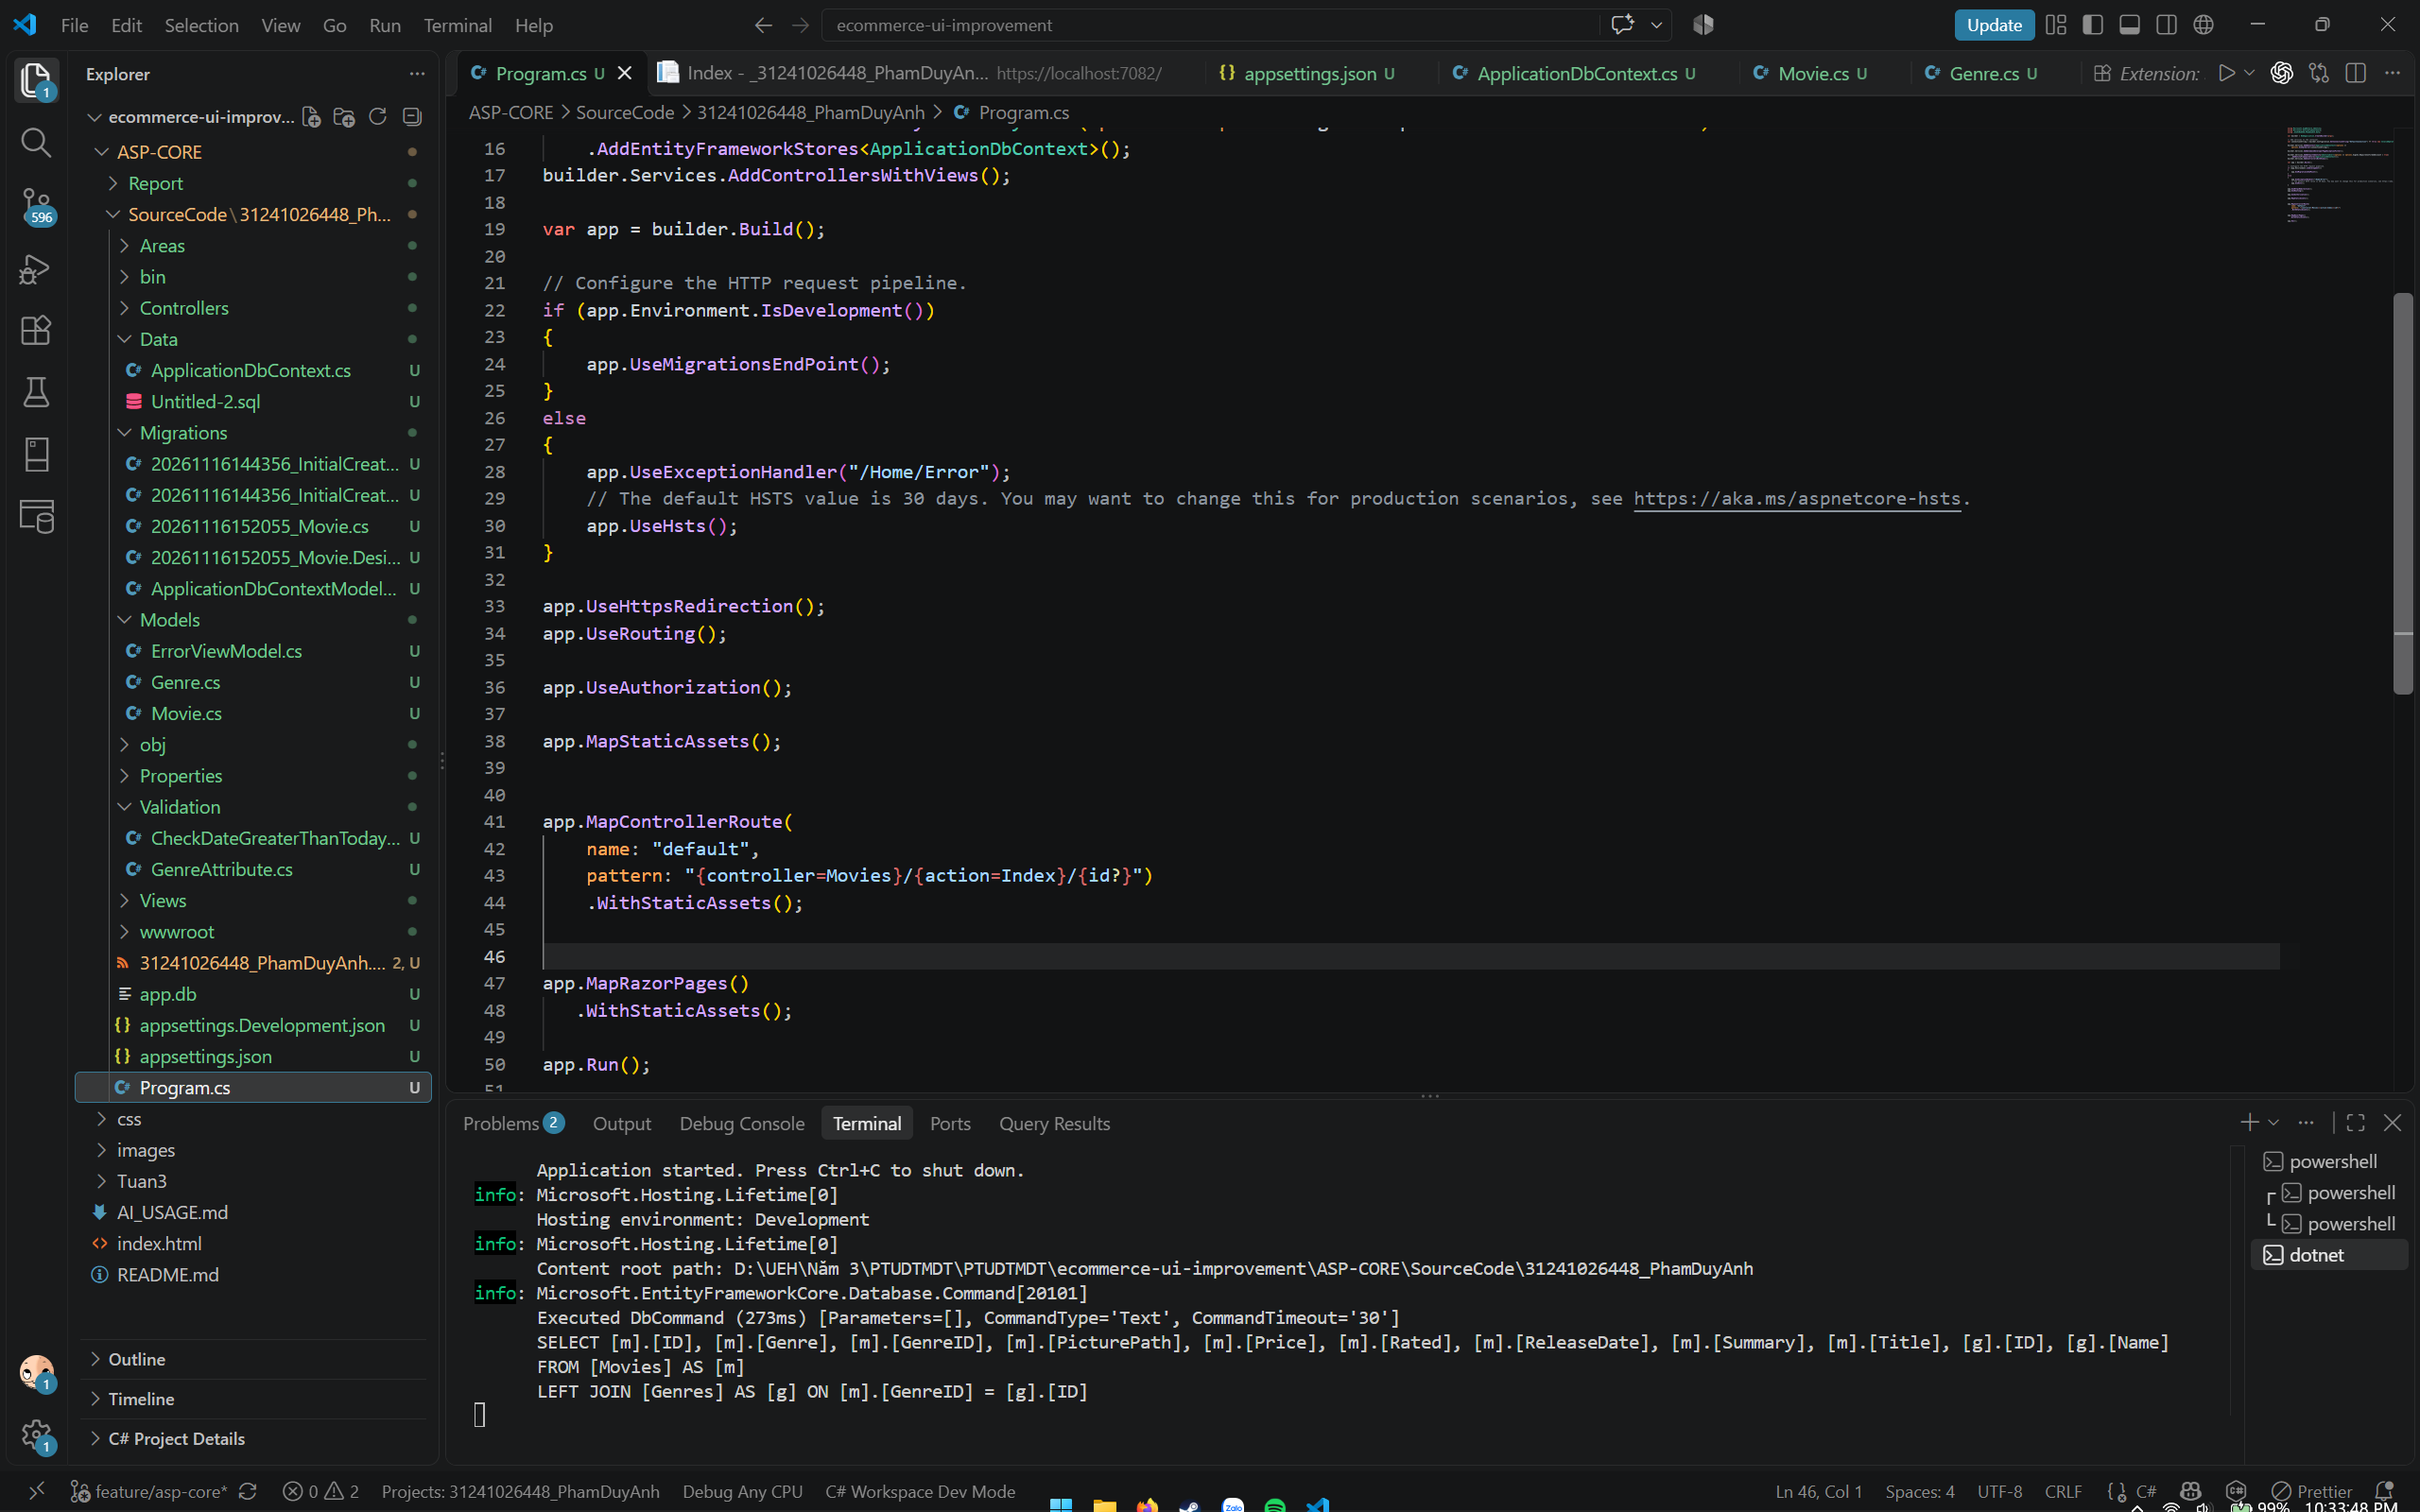 File Edit Selection View Go Run Terminal Help
ecommerce-ui-improvement
Update
Explorer
ecommerce-ui-improv...
ASP-CORE
Report
SourceCode\31241026448_Ph...
Areas
bin
Controllers
Data
ApplicationDbContext.cs U
Untitled-2.sql U
Migrations
20261116144356_InitialCreat... U
20261116144356_InitialCreat... U
20261116152055_Movie.cs U
20261116152055_Movie.Desi... U
ApplicationDbContextModel... U
Models
ErrorViewModel.cs U
Genre.cs U
Movie.cs U
obj
Properties
Validation
CheckDateGreaterThanToday... U
GenreAttribute.cs U
Views
wwwroot
31241026448_PhamDuyAnh.... 2, U
app.db U
appsettings.Development.json U
appsettings.json U
Program.cs U
css
images
Tuan3
AI_USAGE.md
index.html
README.md
Outline
Timeline
C# Project Details
1
596
1
1
Program.cs U
Index - _31241026448_PhamDuyAn... https://localhost:7082/
appsettings.json U
ApplicationDbContext.cs U
Movie.cs U
Genre.cs U
Extension:
ASP-CORE > SourceCode > 31241026448_PhamDuyAnh > Program.cs
16 .AddEntityFrameworkStores<ApplicationDbContext>();
17 builder.Services.AddControllersWithViews();
18
19 var app = builder.Build();
20
21 // Configure the HTTP request pipeline.
22 if (app.Environment.IsDevelopment())
23 {
24 app.UseMigrationsEndPoint();
25 }
26 else
27 {
28 app.UseExceptionHandler("/Home/Error");
29 // The default HSTS value is 30 days. You may want to change this for production scenarios, see https://aka.ms/aspnetcore-hsts.
30 app.UseHsts();
31 }
32
33 app.UseHttpsRedirection();
34 app.UseRouting();
35
36 app.UseAuthorization();
37
38 app.MapStaticAssets();
39
40
41 app.MapControllerRoute(
42 name: "default",
43 pattern: "{controller=Movies}/{action=Index}/{id?}")
44 .WithStaticAssets();
45
46
47 app.MapRazorPages()
48 .WithStaticAssets();
49
50 app.Run();
51
Problems 2 Output Debug Console Terminal Ports Query Results
Application started. Press Ctrl+C to shut down.
info: Microsoft.Hosting.Lifetime[0]
Hosting environment: Development
info: Microsoft.Hosting.Lifetime[0]
Content root path: D:\UEH\Năm 3\PTUDTMDT\PTUDTMDT\ecommerce-ui-improvement\ASP-CORE\SourceCode\31241026448_PhamDuyAnh
info: Microsoft.EntityFrameworkCore.Database.Command[20101]
Executed DbCommand (273ms) [Parameters=[], CommandType='Text', CommandTimeout='30']
SELECT [m].[ID], [m].[Genre], [m].[GenreID], [m].[PicturePath], [m].[Price], [m].[Rated], [m].[ReleaseDate], [m].[Summary], [m].[Title], [g].[ID], [g].[Name]
FROM [Movies] AS [m]
LEFT JOIN [Genres] AS [g] ON [m].[GenreID] = [g].[ID]
powershell
powershell
powershell
dotnet
feature/asp-core* 0 2 Projects: 31241026448_PhamDuyAnh Debug Any CPU C# Workspace Dev Mode
Ln 46, Col 1 Spaces: 4 UTF-8 CRLF { } C# Prettier
Zalo
99% 10:33:48 PM